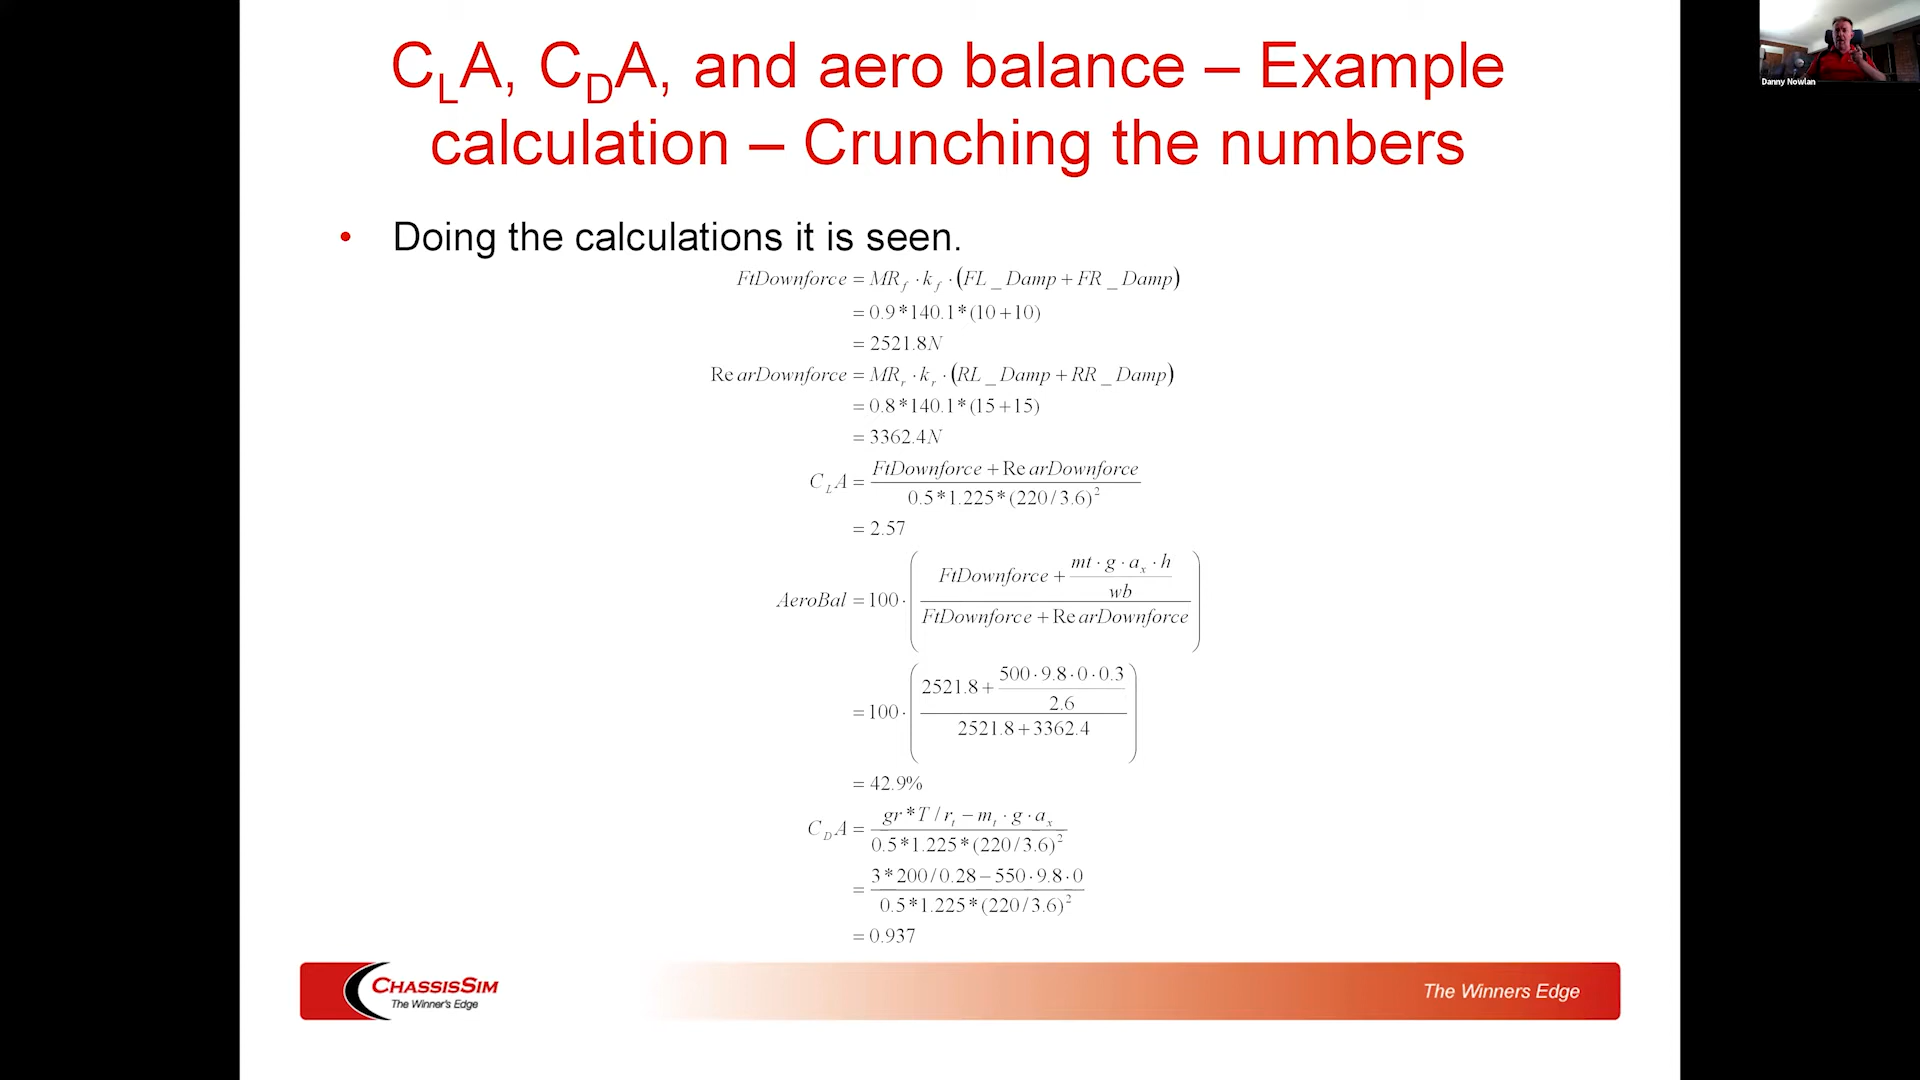 C_L A, C_D A, and aero balance – Example
calculation – Crunching the numbers
Danny Nowlan
• Doing the calculations it is seen.
FtDownforce = MR_f · k_f · (FL _ Damp + FR _ Damp)
= 0.9*140.1*(10+10)
= 2521.8N
Re arDownforce = MR_r · k_r · (RL _ Damp + RR _ Damp)
= 0.8*140.1*(15+15)
= 3362.4N
C_L A = (FtDownforce + Re arDownforce) / (0.5*1.225*(220/3.6)^2)
= 2.57
AeroBal = 100 · ((FtDownforce + (mt · g · a_x · h) / wb) / (FtDownforce + Re arDownforce))
= 100 · ((2521.8 + (500 · 9.8 · 0 · 0.3) / 2.6) / (2521.8 + 3362.4))
= 42.9%
C_D A = (gr * T / r_t − m_t · g · a_x) / (0.5*1.225*(220/3.6)^2)
= (3*200/0.28 − 550 · 9.8 · 0) / (0.5*1.225*(220/3.6)^2)
= 0.937
CHASSISSIM
The Winner's Edge
The Winners Edge